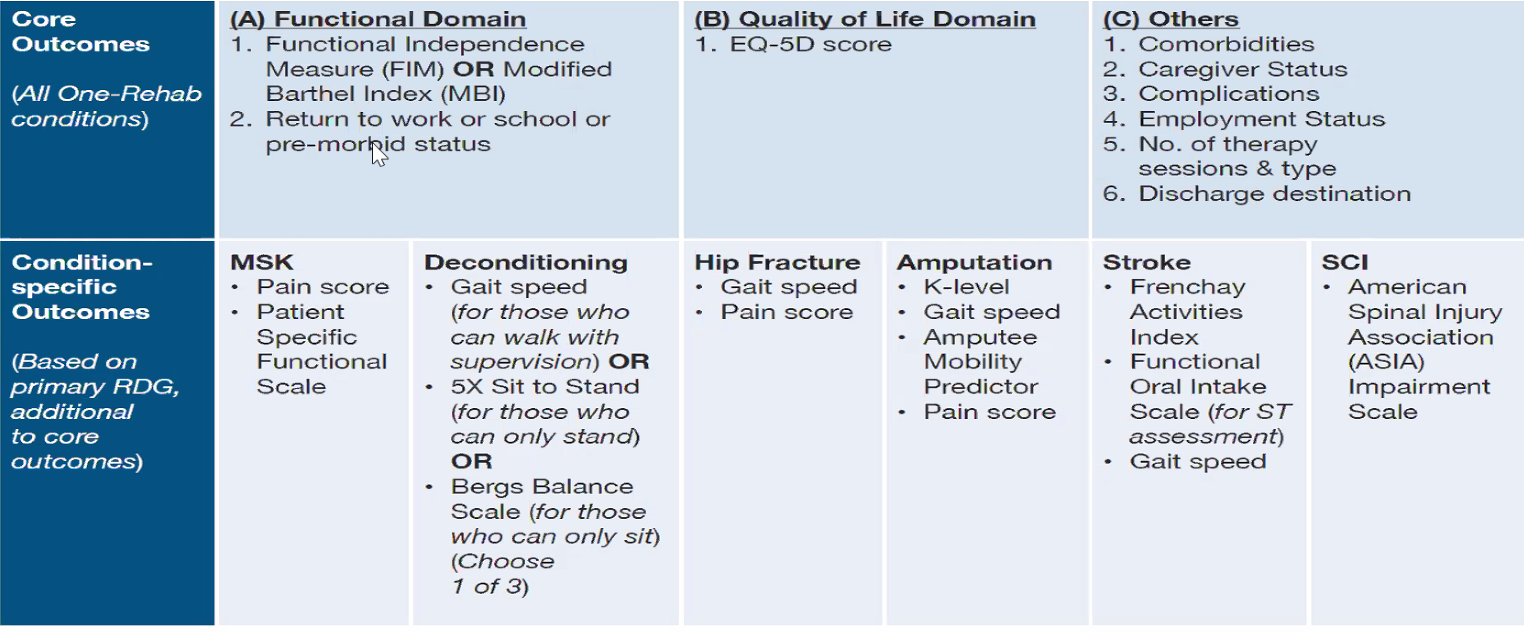 Core
Outcomes
(All One-Rehab
conditions)
(A) Functional Domain
1. Functional Independence
Measure (FIM) OR Modified
Barthel Index (MBI)
2. Return to work or school or
pre-morbid status
(B) Quality of Life Domain
1. EQ-5D score
(C) Others
1. Comorbidities
2. Caregiver Status
3. Complications
4. Employment Status
5. No. of therapy
sessions & type
6. Discharge destination
Condition-
specific
Outcomes
(Based on
primary RDG,
additional
to core
outcomes)
MSK
• Pain score
• Patient
Specific
Functional
Scale
Deconditioning
• Gait speed
(for those who
can walk with
supervision) OR
• 5X Sit to Stand
(for those who
can only stand)
OR
• Bergs Balance
Scale (for those
who can only sit)
(Choose
1 of 3)
Hip Fracture
• Gait speed
• Pain score
Amputation
• K-level
• Gait speed
• Amputee
Mobility
Predictor
• Pain score
Stroke
• Frenchay
Activities
Index
• Functional
Oral Intake
Scale (for ST
assessment)
• Gait speed
SCI
• American
Spinal Injury
Association
(ASIA)
Impairment
Scale